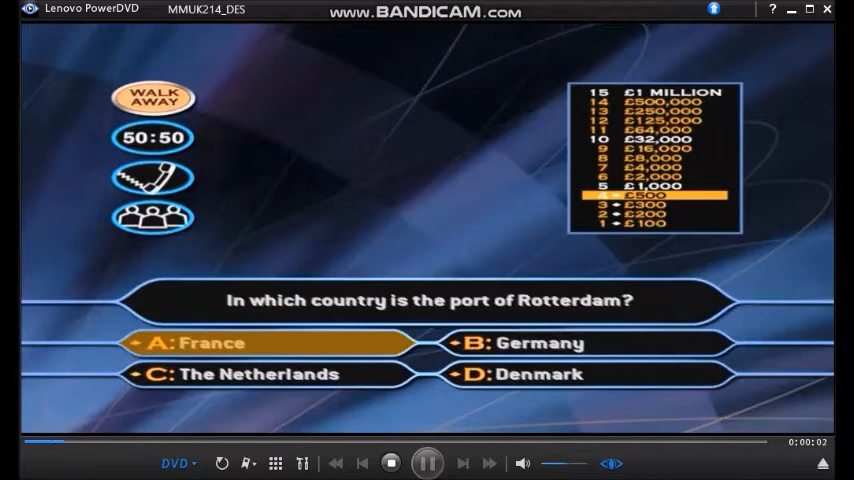 Lenovo PowerDVD
MMUK214_DES
www.BANDICAM.com
?
WALK
AWAY
50:50
15 £1 MILLION
14 £500,000
13 £250,000
12 £125,000
11 £64,000
10 £32,000
9 £16,000
8 £8,000
7 £4,000
6 £2,000
5 £1,000
4 £500
3 £300
2 £200
1 £100
In which country is the port of Rotterdam?
A: France
B: Germany
C: The Netherlands
D: Denmark
0:00:02
DVD